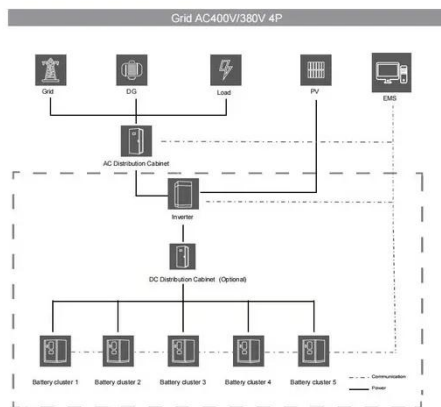 Grid AC400V/380V 4P
Grid
DG
Load
PV
EMS
AC Distribution Cabinet
Inverter
DC Distribution Cabinet (Optional)
Battery cluster 1
Battery cluster 2
Battery cluster 3
Battery cluster 4
Battery cluster 5
Communication
Power